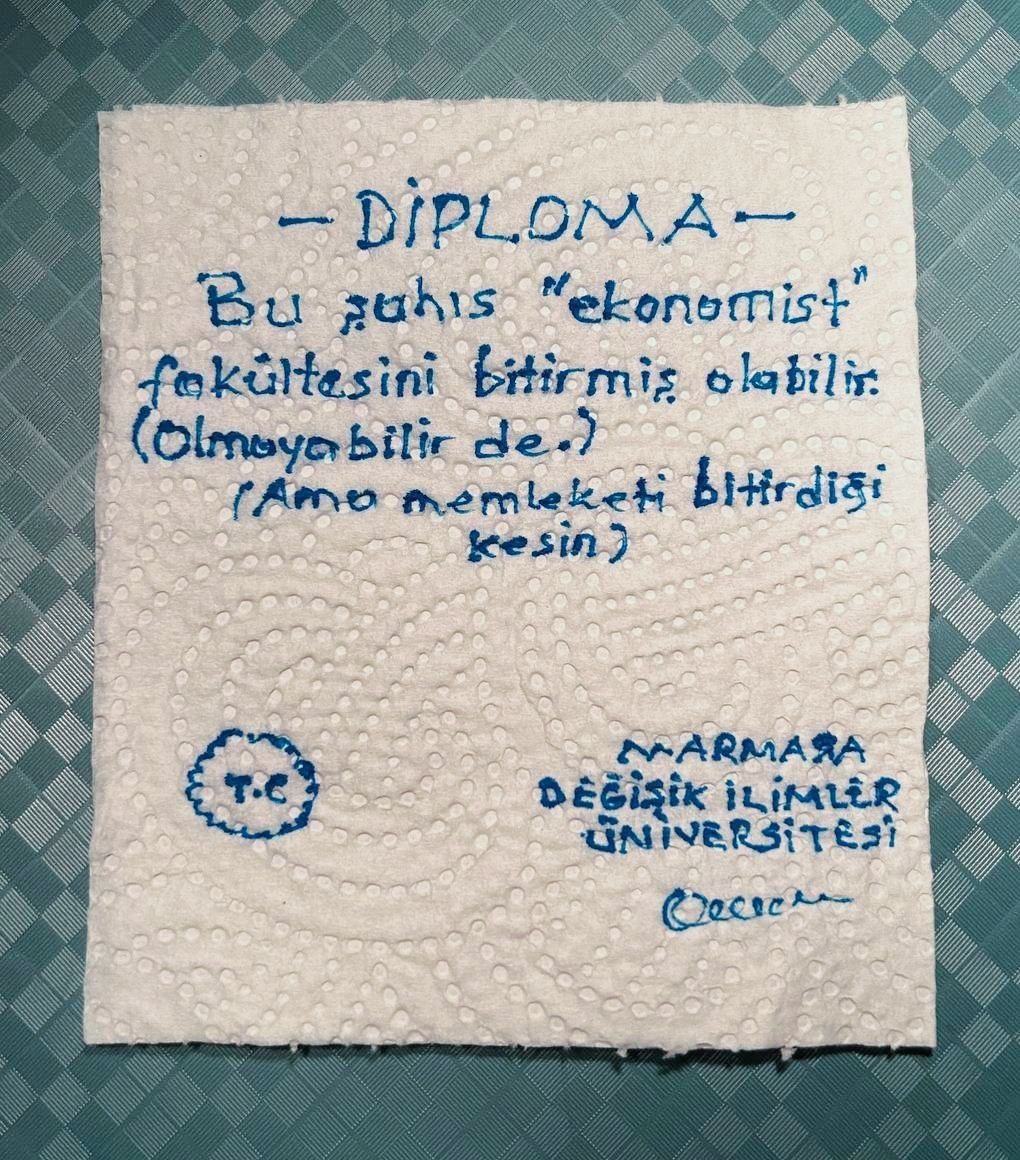 — DİPLOMA —
Bu şahıs "ekonomist"
fakültesini bitirmiş olabilir.
(Olmayabilir de.)
(Ama memleketi bitirdiği
kesin)
T.C
MARMARA
DEĞİŞİK İLİMLER
ÜNİVERSİTESİ